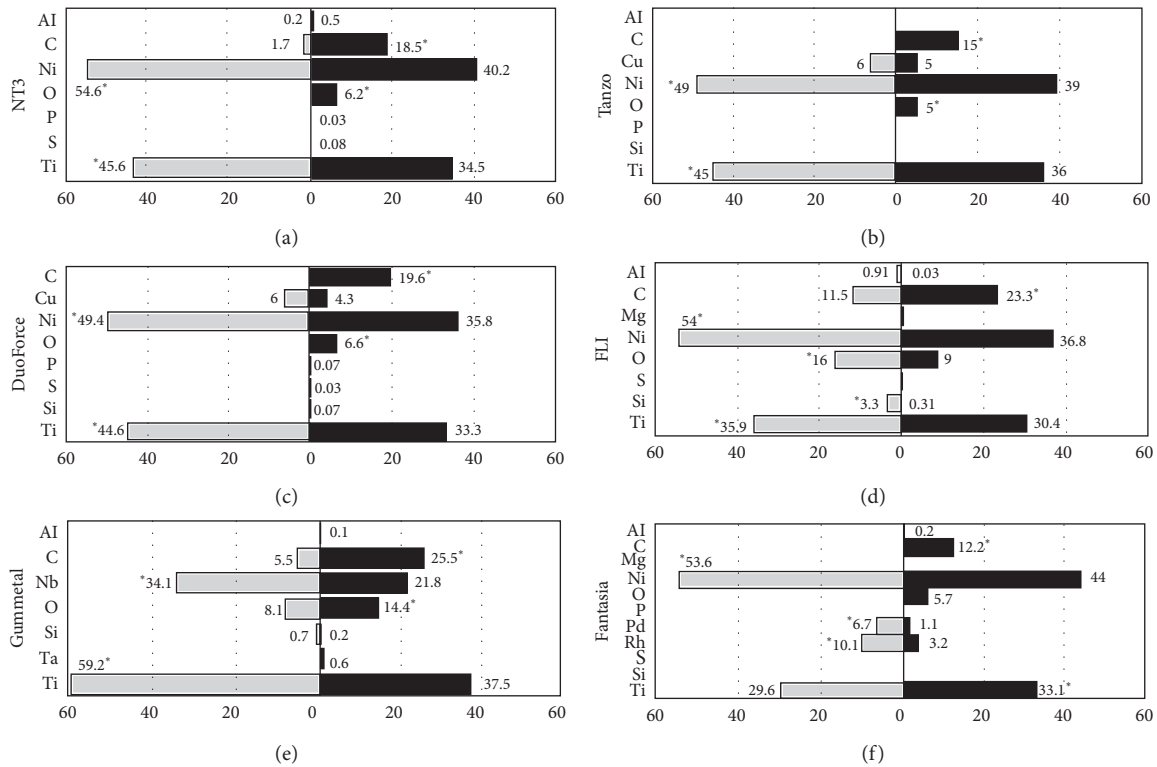 NT3
AI 0.2 0.5
C 1.7 18.5*
Ni 40.2
54.6*
O 6.2*
P 0.03
S 0.08
Ti *45.6 34.5
60 40 20 0 20 40 60
(a)
Tanzo
AI
C 15*
Cu 6 5
Ni *49 39
O 5*
P
Si
Ti *45 36
60 40 20 0 20 40 60
(b)
DuoForce
C 19.6*
Cu 6 4.3
Ni *49.4 35.8
O 6.6*
P 0.07
S 0.03
Si 0.07
Ti *44.6 33.3
60 40 20 0 20 40 60
(c)
FLI
AI 0.91 0.03
C 11.5 23.3*
Mg
54*
Ni 36.8
O *16 9
S
Si *3.3 0.31
Ti *35.9 30.4
60 40 20 0 20 40 60
(d)
Gummetal
AI 0.1
C 5.5 25.5*
Nb *34.1 21.8
O 8.1 14.4*
Si 0.7 0.2
Ta 0.6
59.2*
Ti 37.5
60 40 20 0 20 40 60
(e)
Fantasia
AI 0.2
C 12.2*
Mg *53.6
Ni 44
O 5.7
P
Pd *6.7 1.1
Rh *10.1 3.2
S
Si
Ti 29.6 33.1*
60 40 20 0 20 40 60
(f)